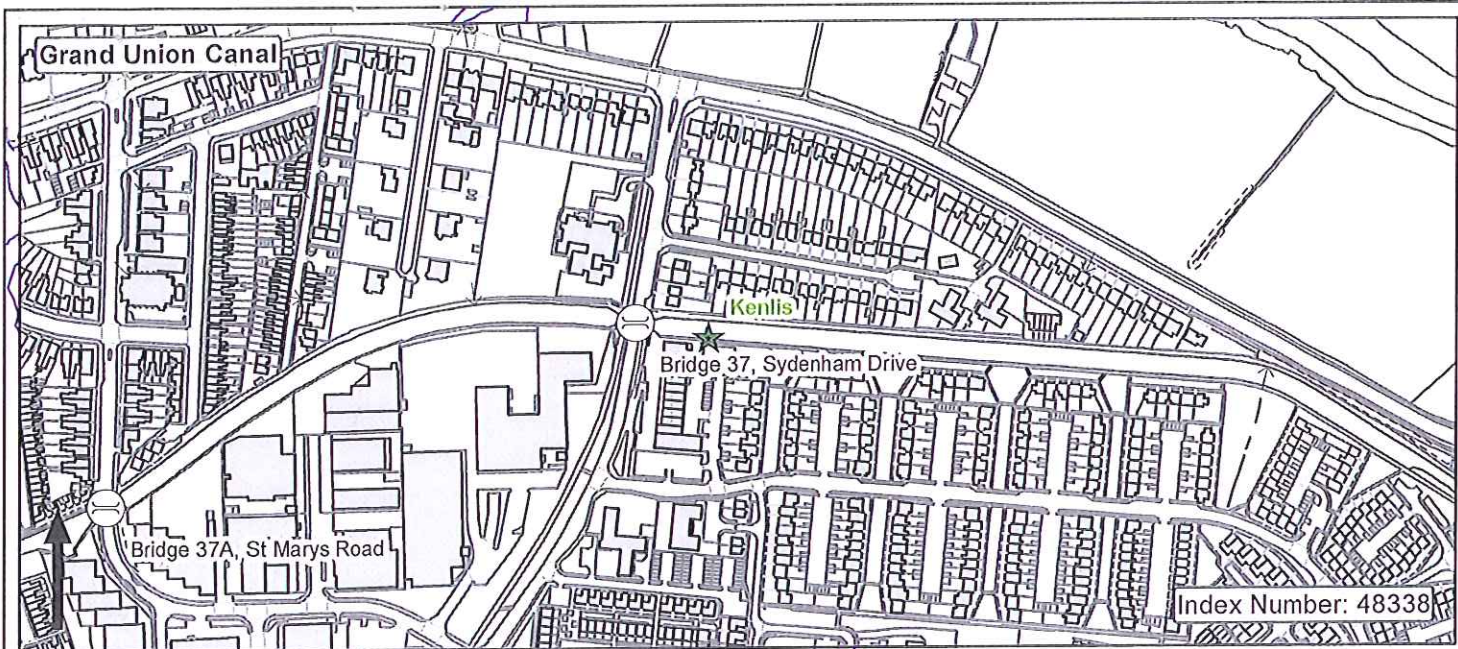 Grand Union Canal
Kenlis
Bridge 37, Sydenham Drive
Bridge 37A, St Marys Road
Index Number: 48338